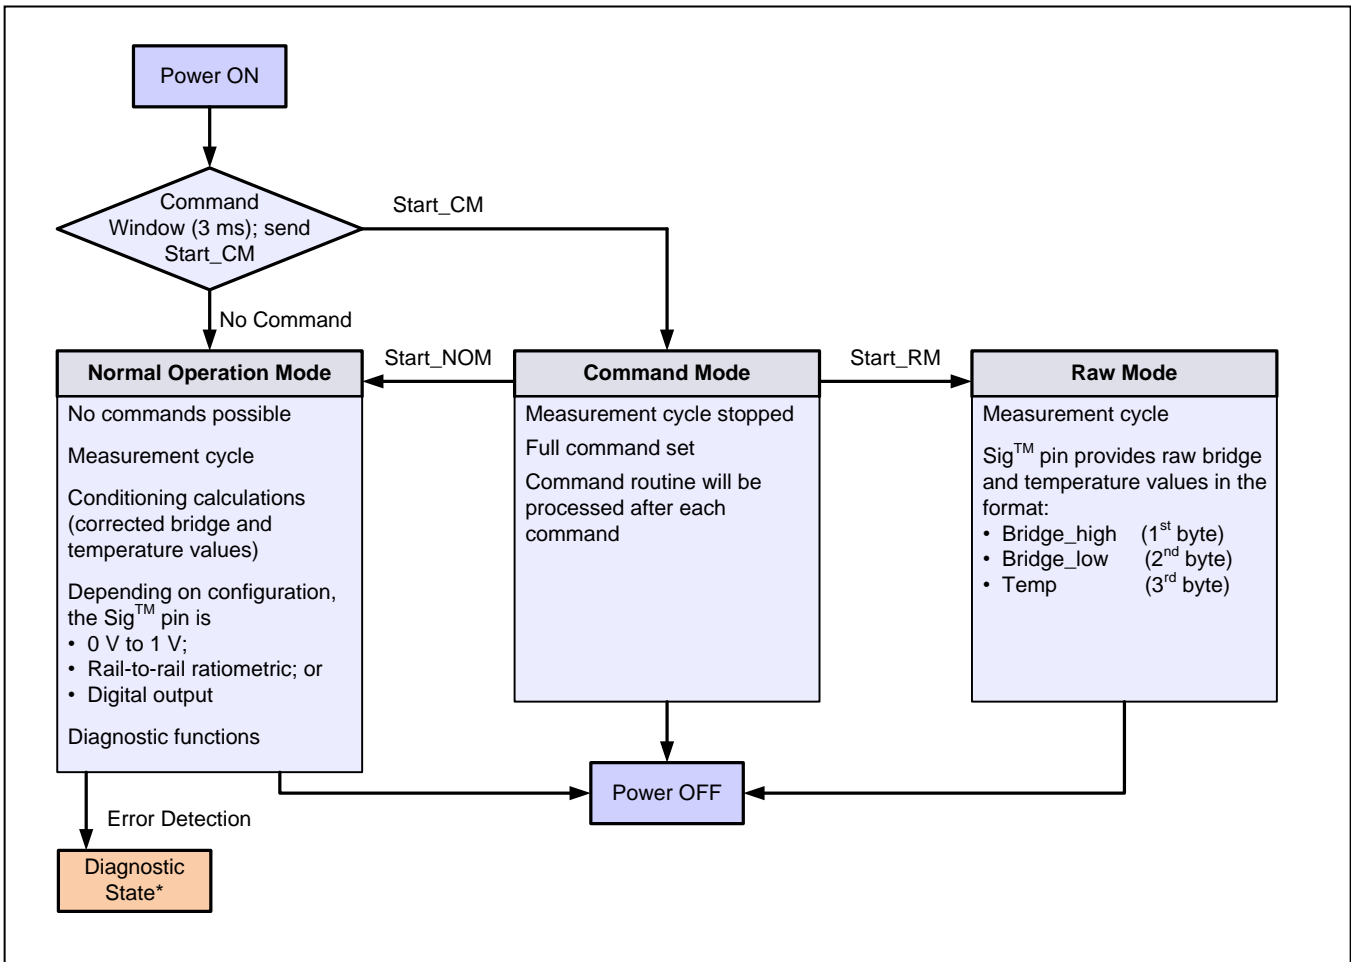 Power ON
Command
Window (3 ms); send
Start_CM
Start_CM
No Command
Normal Operation Mode
No commands possible
Measurement cycle
Conditioning calculations
(corrected bridge and
temperature values)
Depending on configuration,
the Sig™ pin is
• 0 V to 1 V;
• Rail-to-rail ratiometric; or
• Digital output
Diagnostic functions
Start_NOM
Command Mode
Measurement cycle stopped
Full command set
Command routine will be
processed after each
command
Start_RM
Raw Mode
Measurement cycle
Sig™ pin provides raw bridge
and temperature values in the
format:
• Bridge_high (1st byte)
• Bridge_low (2nd byte)
• Temp (3rd byte)
Power OFF
Error Detection
Diagnostic
State*